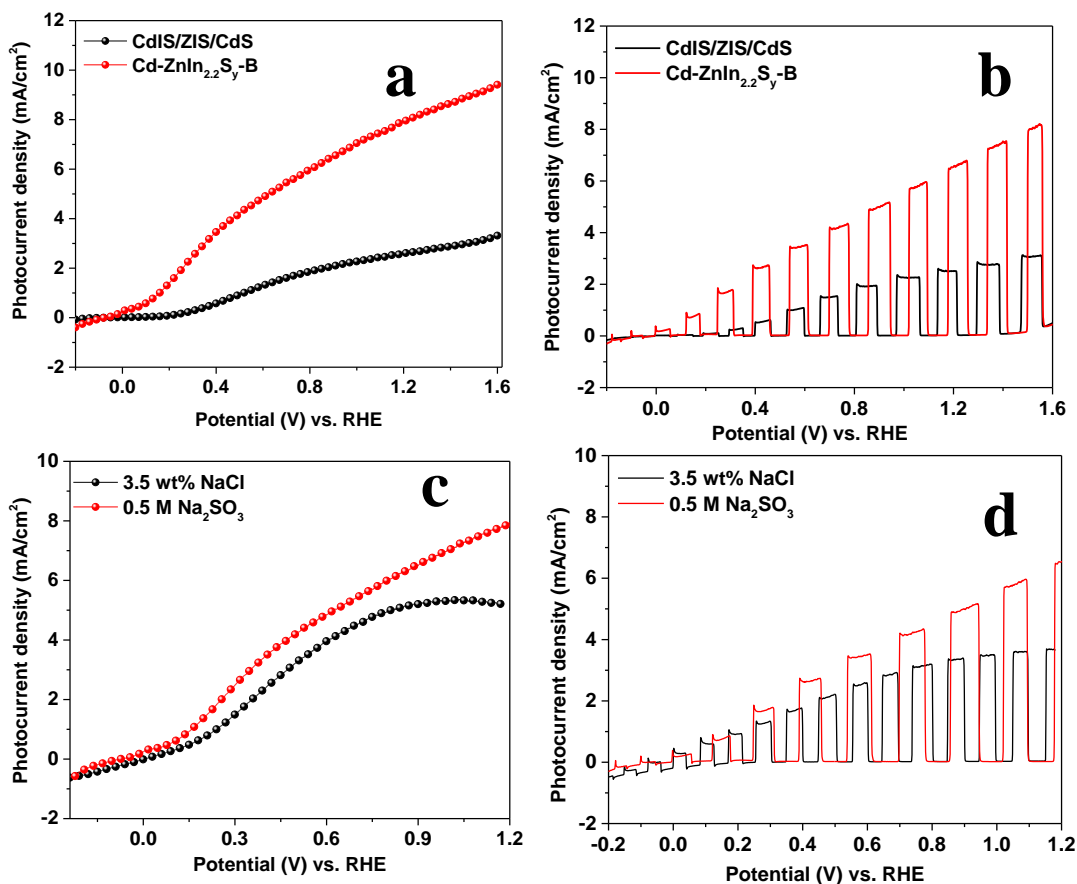 12
10
8
6
4
2
0
-2
Photocurrent density (mA/cm²)
CdIS/ZIS/CdS
Cd-ZnIn₂.₂Sᵧ-B
a
0.0 0.4 0.8 1.2 1.6
Potential (V) vs. RHE
12
10
8
6
4
2
0
-2
Photocurrent density (mA/cm²)
CdIS/ZIS/CdS
Cd-ZnIn₂.₂Sᵧ-B
b
0.0 0.4 0.8 1.2 1.6
Potential (V) vs. RHE
10
8
6
4
2
0
-2
Photocurrent density (mA/cm²)
3.5 wt% NaCl
0.5 M Na₂SO₃
c
0.0 0.3 0.6 0.9 1.2
Potential (V) vs. RHE
10
8
6
4
2
0
-2
Photocurrent density (mA/cm²)
3.5 wt% NaCl
0.5 M Na₂SO₃
d
-0.2 0.0 0.2 0.4 0.6 0.8 1.0 1.2
Potential (V) vs. RHE